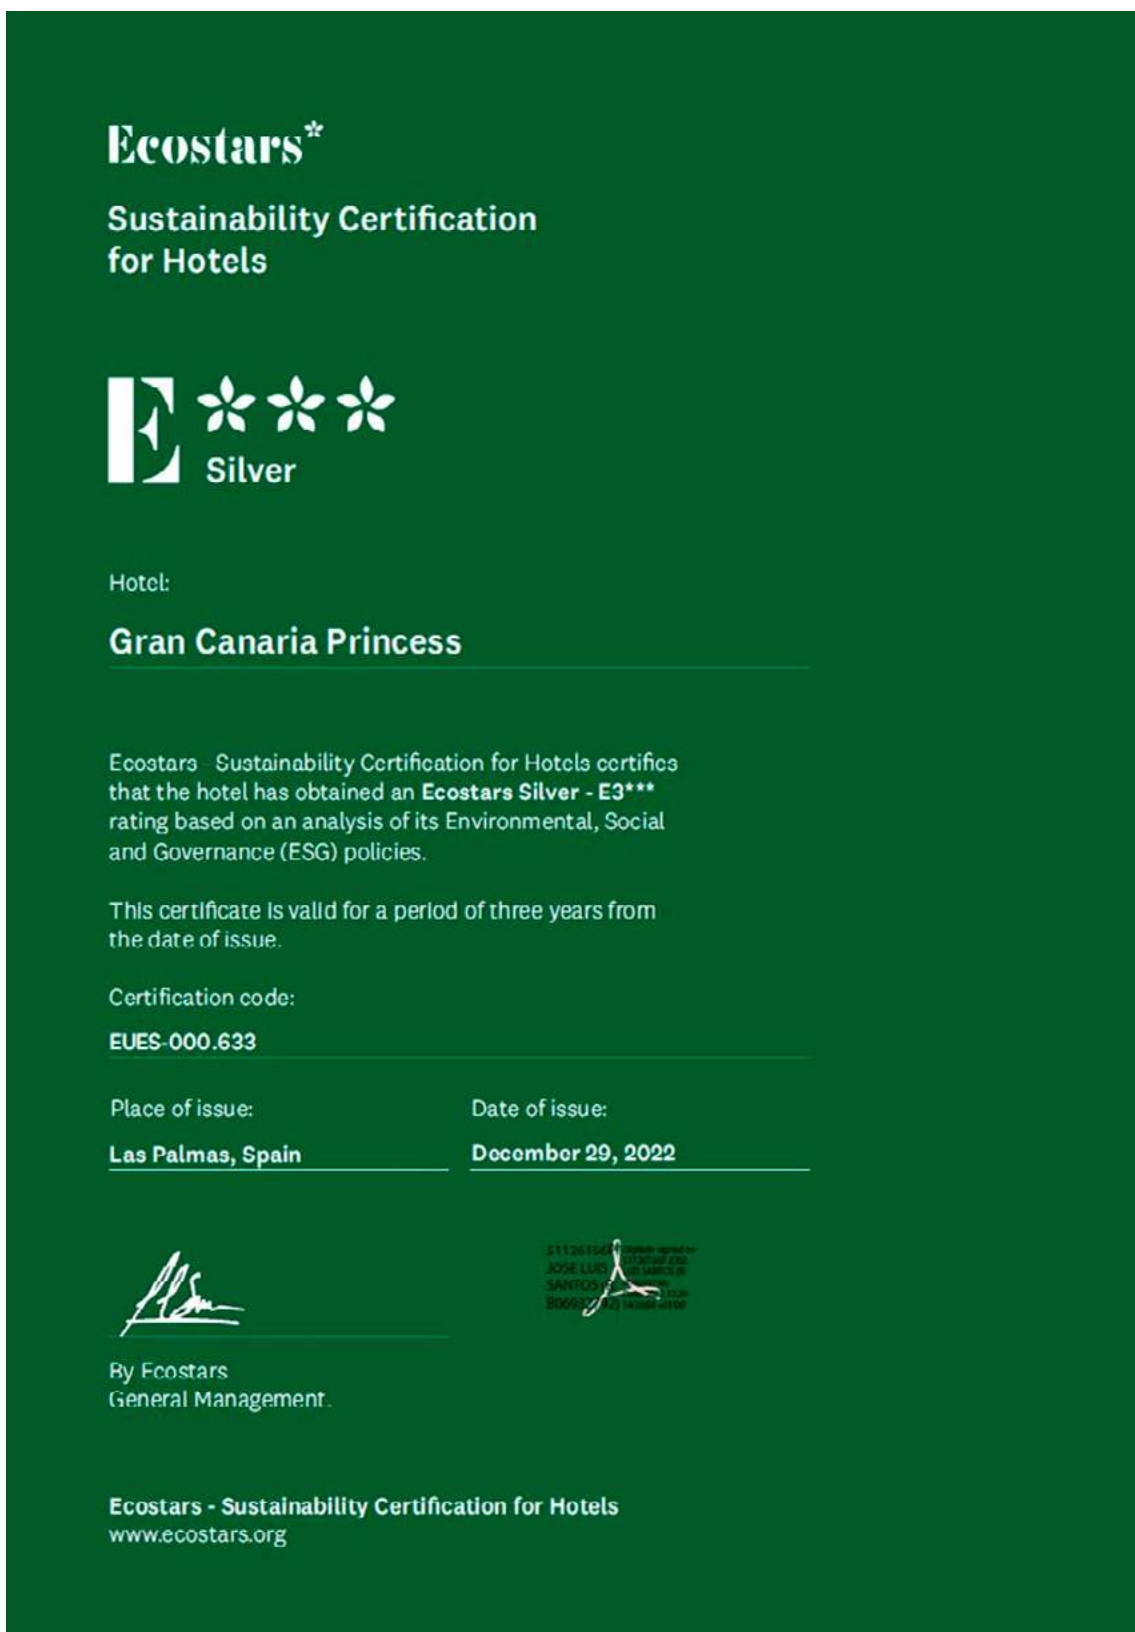 Ecostars*
Sustainability Certification
for Hotels
E
Silver
Hotel:
Gran Canaria Princess
Ecostars Sustainability Certification for Hotels certifies
that the hotel has obtained an Ecostars Silver - E3***
rating based on an analysis of its Environmental, Social
and Governance (ESG) policies.
This certificate is valid for a period of three years from
the date of issue.
Certification code:
EUES-000.633
Place of issue:
Date of issue:
Las Palmas, Spain
December 29, 2022
JOSE LUIS
SANTOS
By Ecostars
General Management.
Ecostars - Sustainability Certification for Hotels
www.ecostars.org